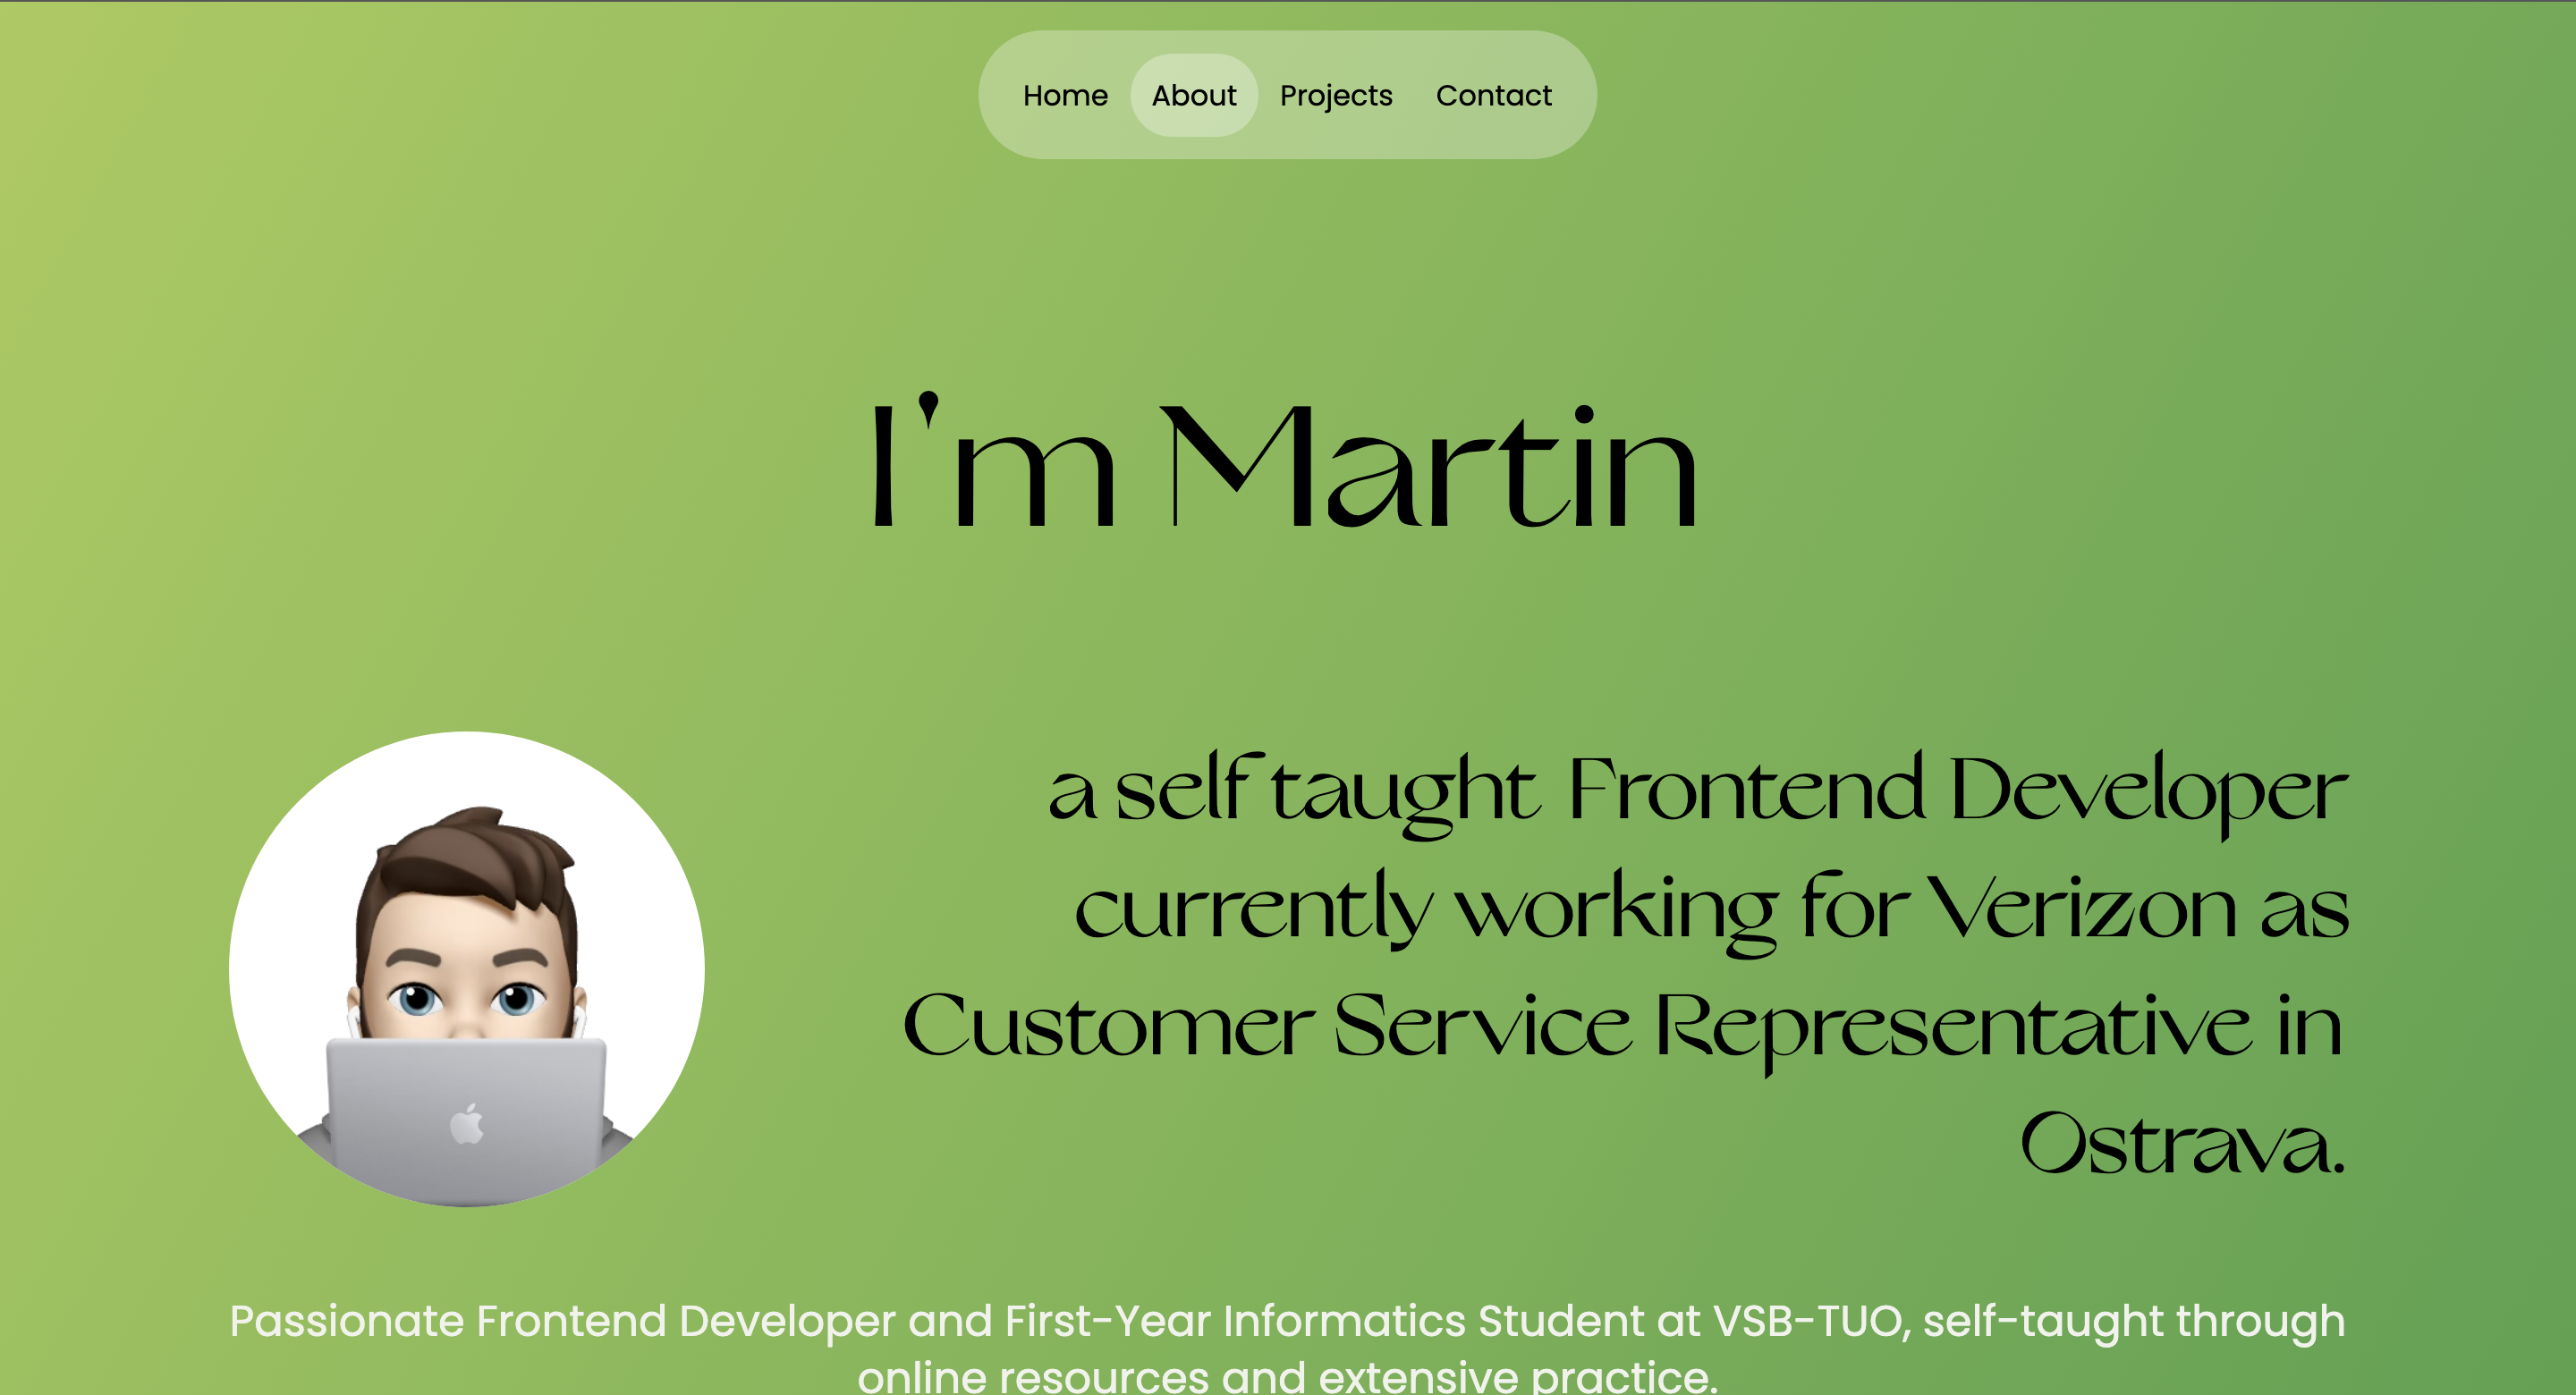 Home About Projects Contact
I'm Martin
a self taught Frontend Developer
currently working for Verizon as
Customer Service Representative in
Ostrava.
Passionate Frontend Developer and First-Year Informatics Student at VSB-TUO, self-taught through
online resources and extensive practice.